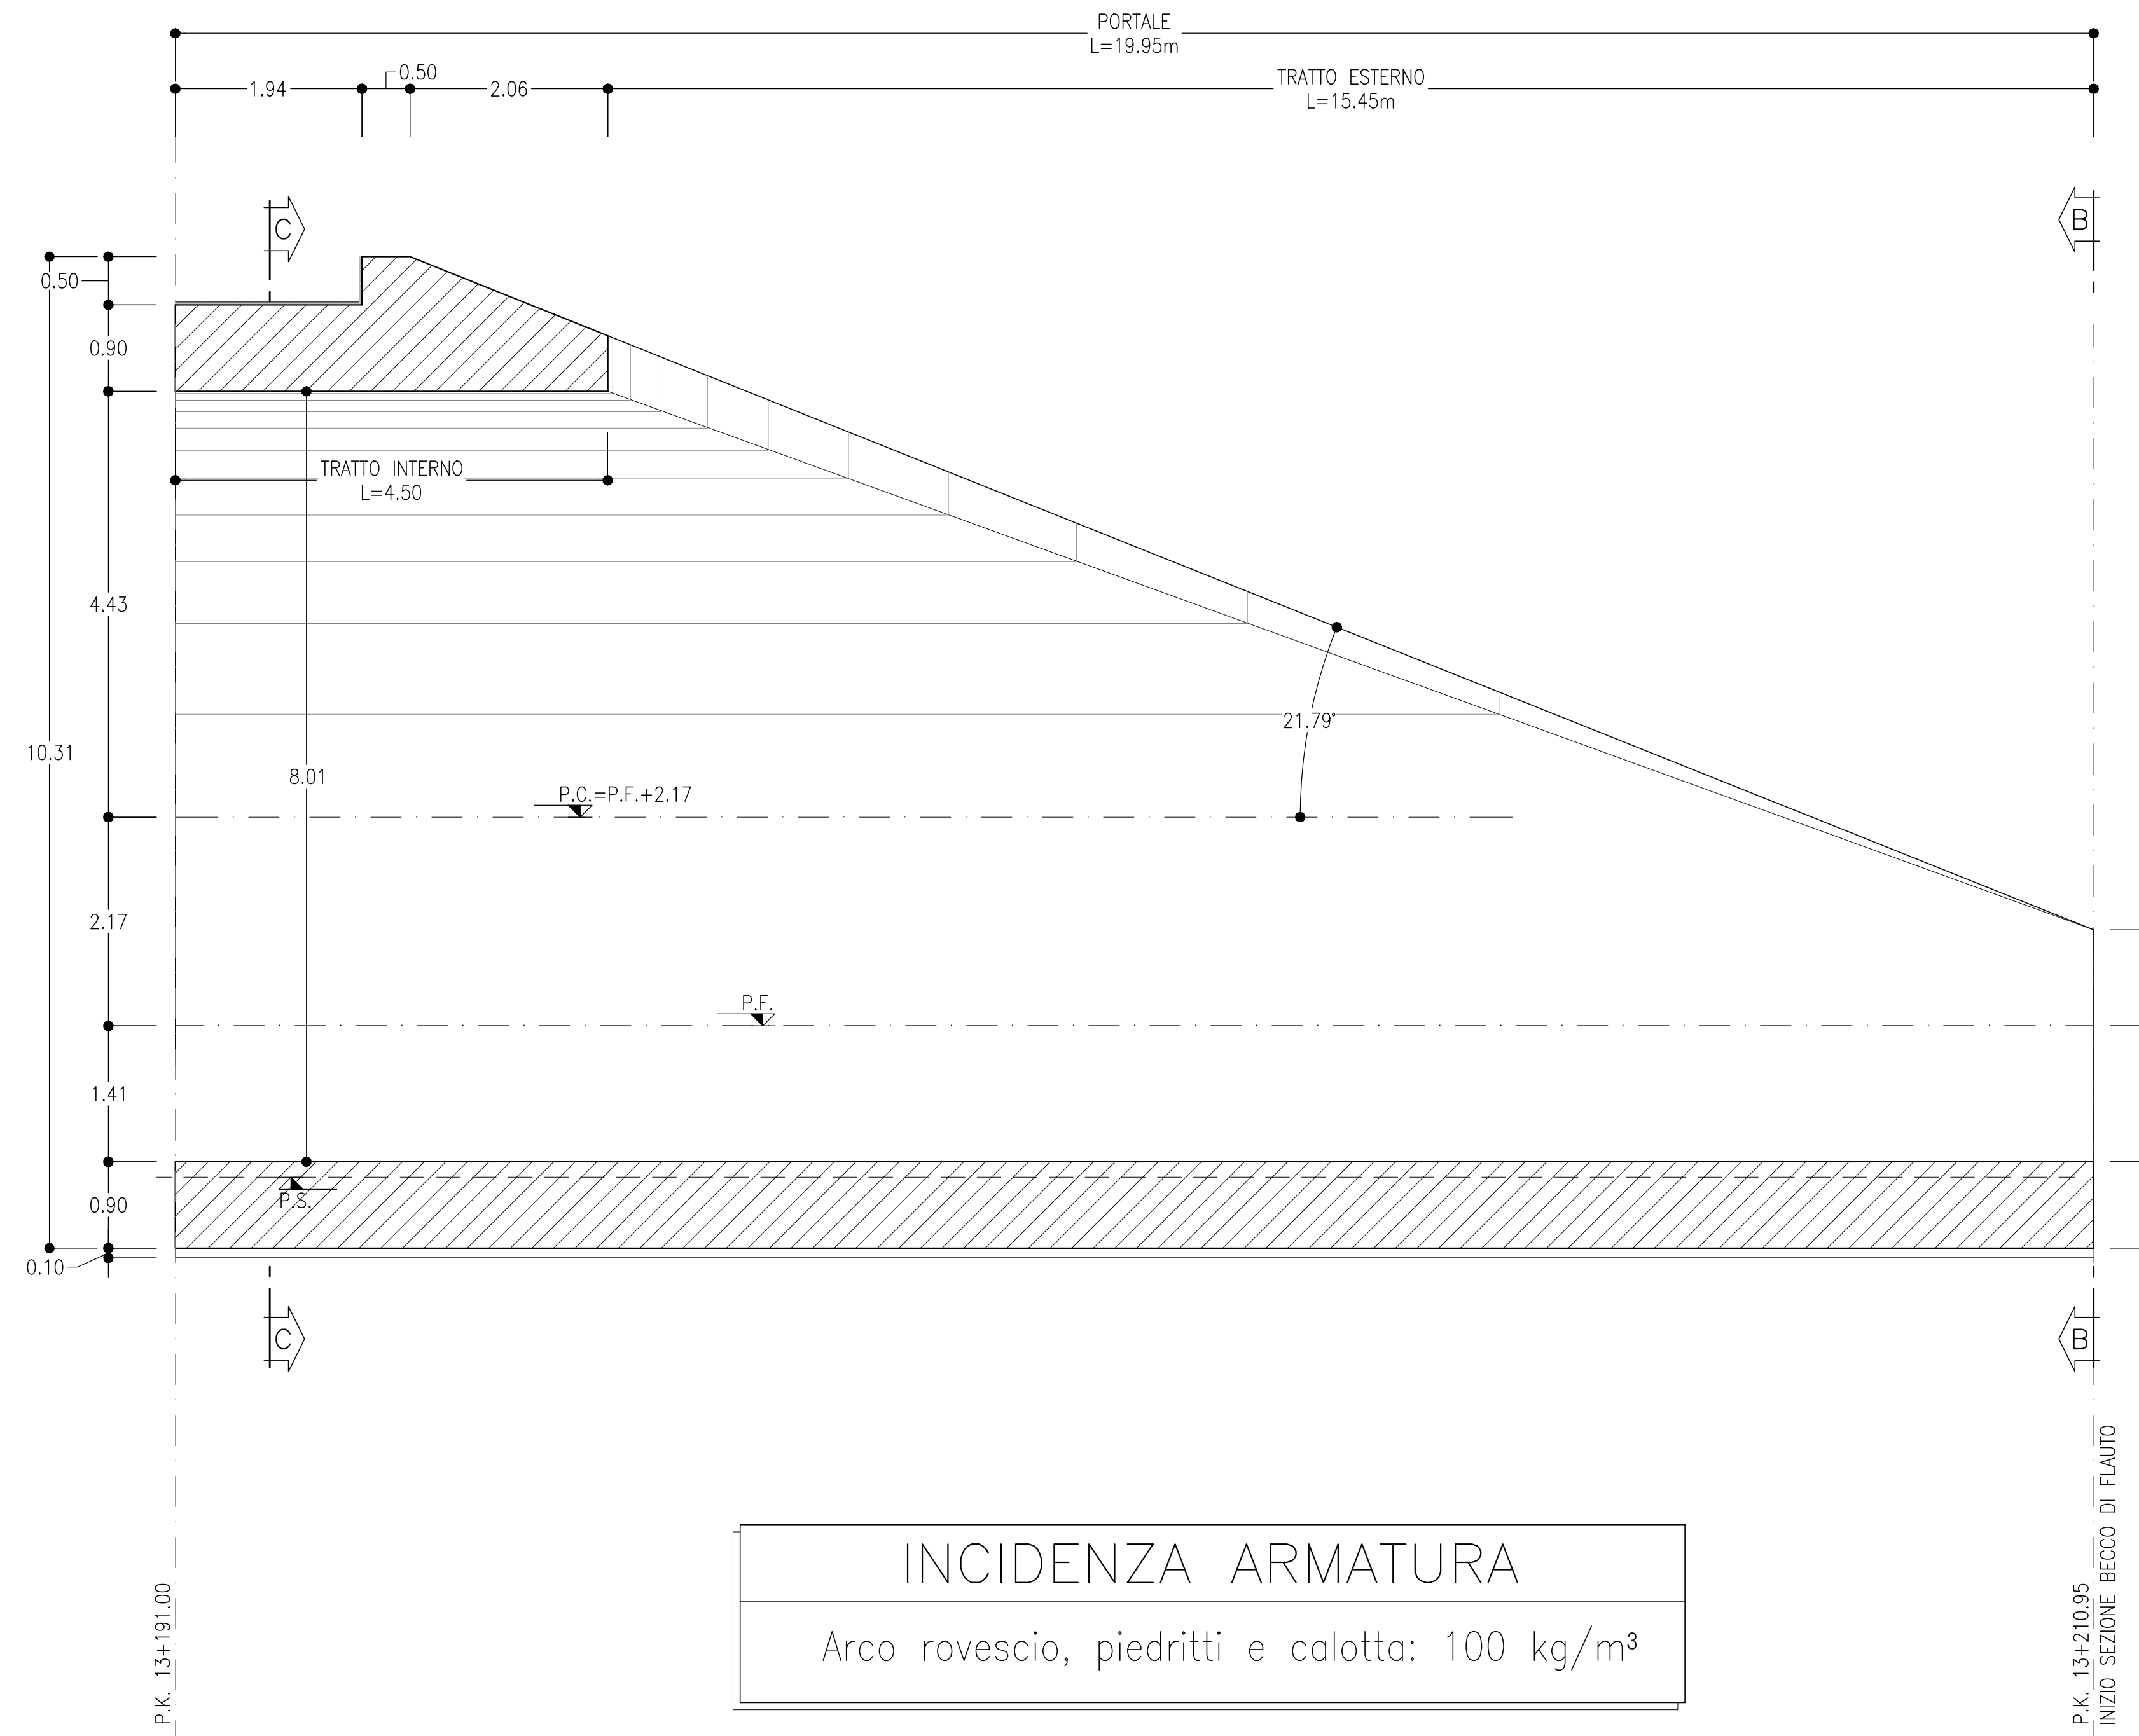 PORTALE
L=19.95m
1.94
0.50
2.06
TRATTO ESTERNO
L=15.45m
C
B
0.50
0.90
TRATTO INTERNO
L=4.50
4.43
21.79°
10.31
8.01
P.C.=P.F.+2.17
2.17
P.F.
1.41
P.S.
0.90
0.10
C
B
INCIDENZA ARMATURA
Arco rovescio, piedritti e calotta: 100 kg/m³
P.K. 13+191.00
P.K. 13+210.95
INIZIO SEZIONE BECCO DI FLAUTO